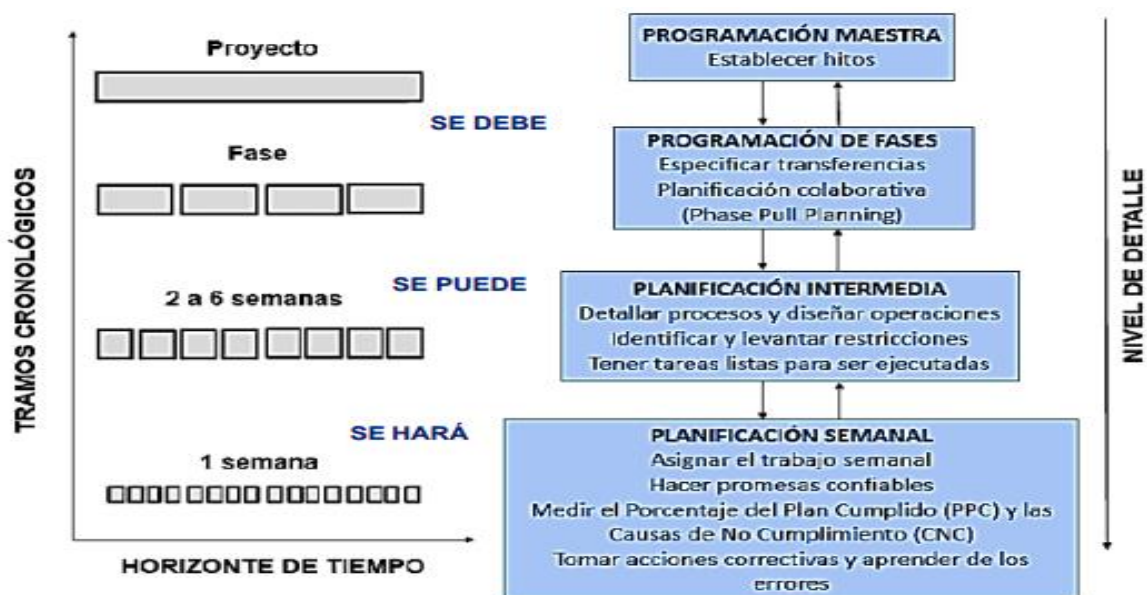 TRAMOS CRONOLÓGICOS
Proyecto
Fase
2 a 6 semanas
1 semana
HORIZONTE DE TIEMPO
SE DEBE
SE PUEDE
SE HARÁ
PROGRAMACIÓN MAESTRA
Establecer hitos
PROGRAMACIÓN DE FASES
Especificar transferencias
Planificación colaborativa
(Phase Pull Planning)
PLANIFICACIÓN INTERMEDIA
Detallar procesos y diseñar operaciones
Identificar y levantar restricciones
Tener tareas listas para ser ejecutadas
PLANIFICACIÓN SEMANAL
Asignar el trabajo semanal
Hacer promesas confiables
Medir el Porcentaje del Plan Cumplido (PPC) y las
Causas de No Cumplimiento (CNC)
Tomar acciones correctivas y aprender de los
errores
NIVEL DE DETALLE